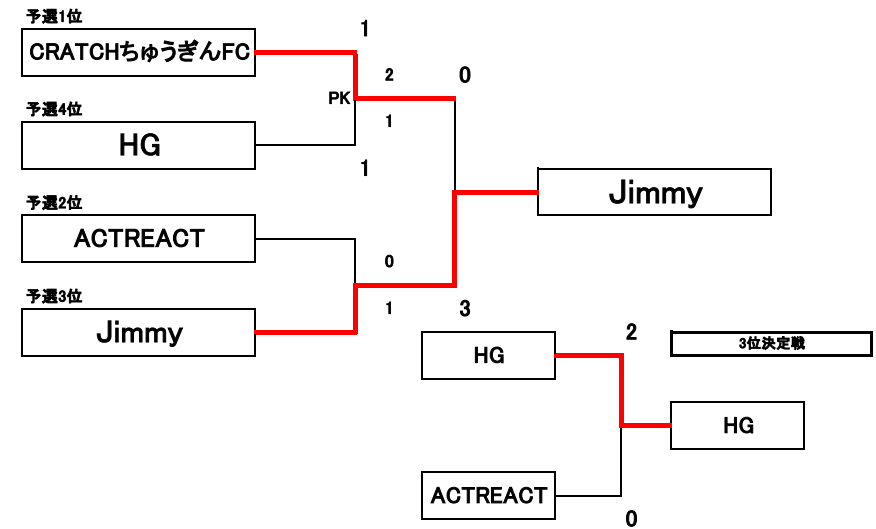 予選1位
1
CRATCHちゅうぎんFC
2
0
PK
予選4位
1
HG
1
Jimmy
予選2位
ACTREACT
0
予選3位
1
3
Jimmy
2
3位決定戦
HG
HG
ACTREACT
0